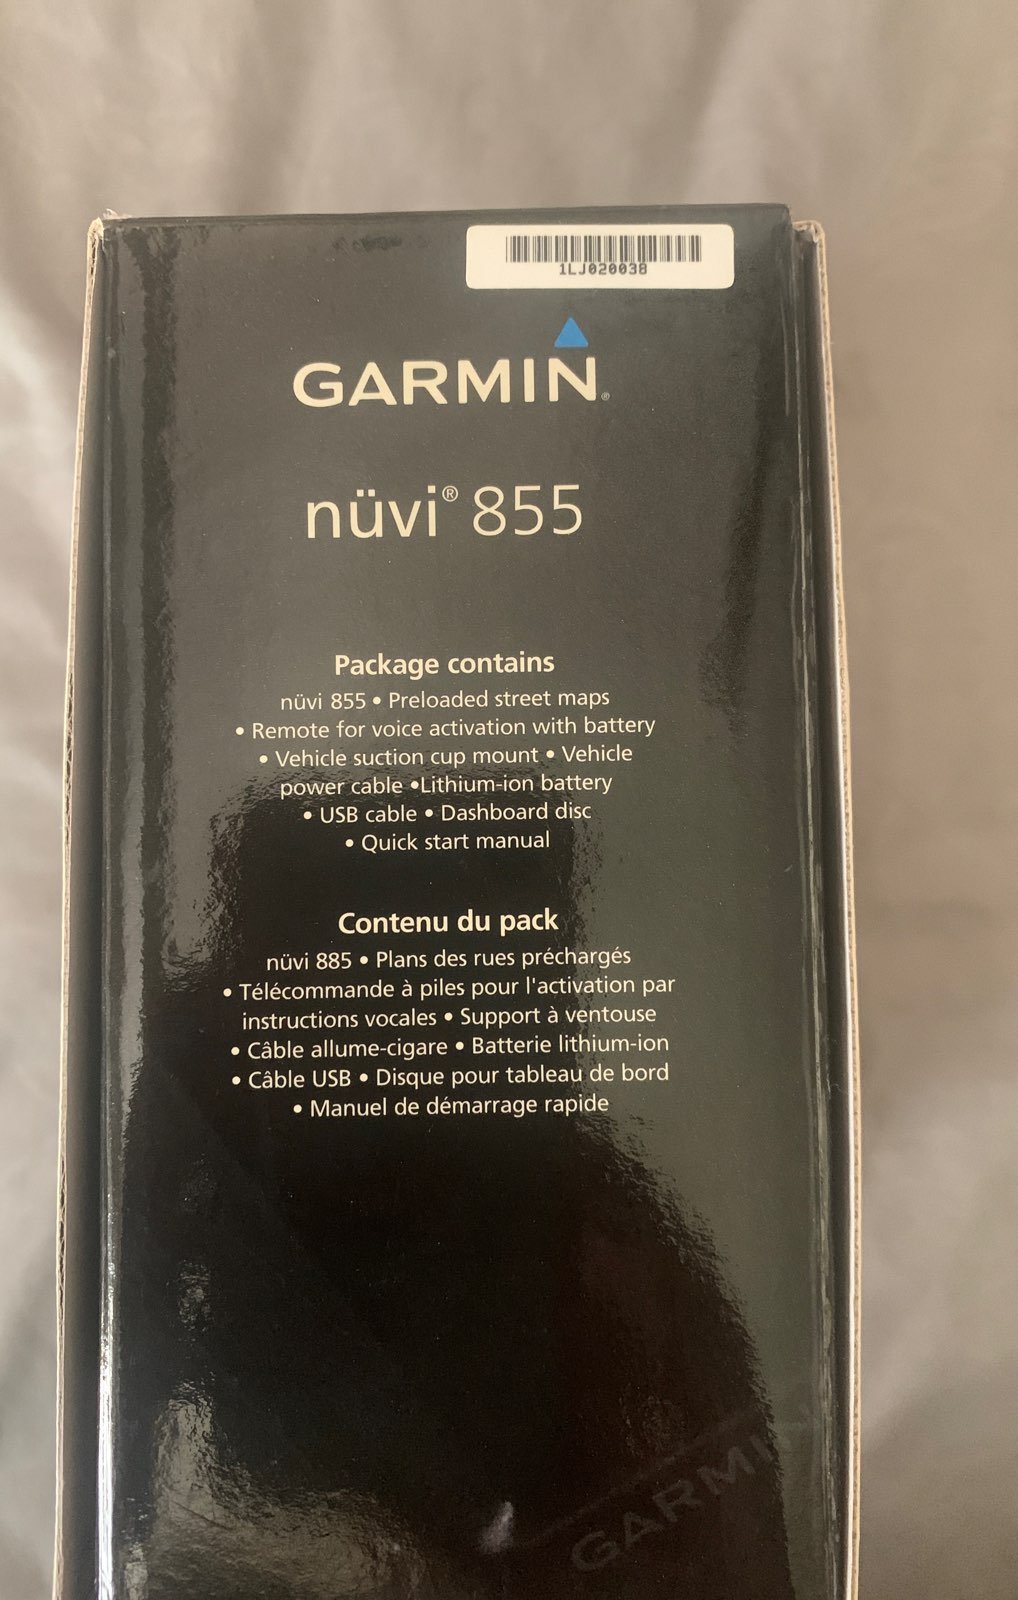 1LJ020038
GARMIN®
nüvi® 855
Package contains
nüvi 855 • Preloaded street maps
• Remote for voice activation with battery
• Vehicle suction cup mount • Vehicle
power cable •Lithium-ion battery
• USB cable • Dashboard disc
• Quick start manual
Contenu du pack
nüvi 885 • Plans des rues préchargés
• Télécommande à piles pour l'activation par
instructions vocales • Support à ventouse
• Câble allume-cigare • Batterie lithium-ion
• Câble USB • Disque pour tableau de bord
• Manuel de démarrage rapide
GARMIN